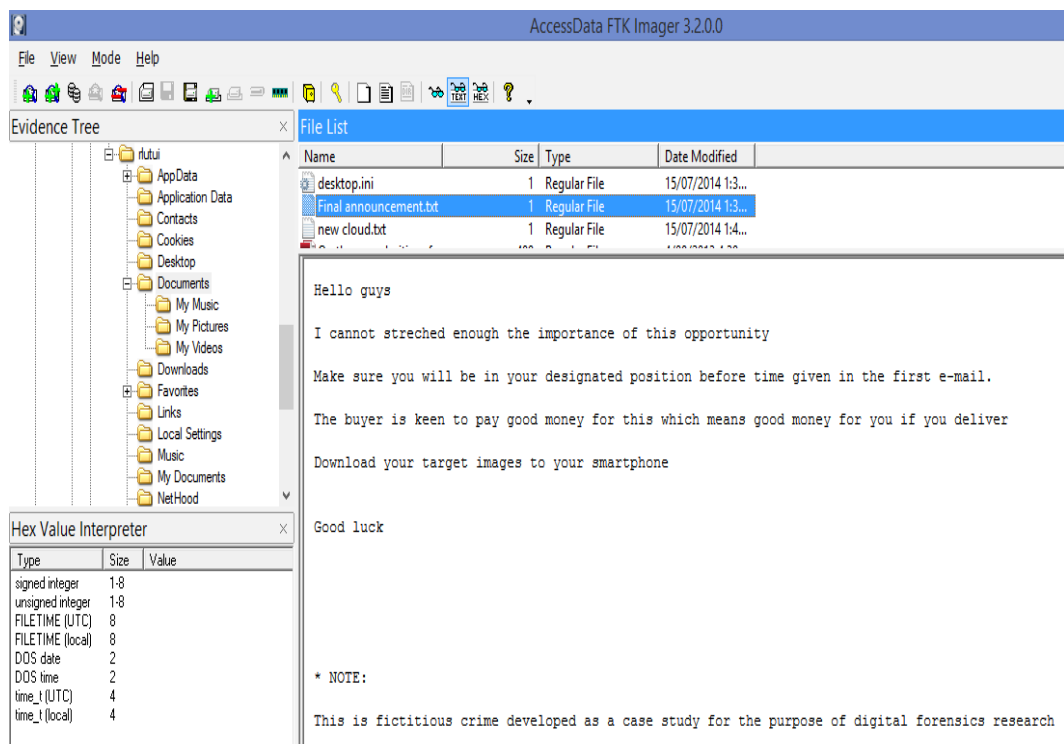 AccessData FTK Imager 3.2.0.0
File View Mode Help
TEXT HEX
Evidence Tree
rlutui
AppData
Application Data
Contacts
Cookies
Desktop
Documents
My Music
My Pictures
My Videos
Downloads
Favorites
Links
Local Settings
Music
My Documents
NetHood
File List
Name Size Type Date Modified
desktop.ini 1 Regular File 15/07/2014 1:3...
Final announcement.txt 1 Regular File 15/07/2014 1:3...
new cloud.txt 1 Regular File 15/07/2014 1:4...
Hello guys
I cannot streched enough the importance of this opportunity
Make sure you will be in your designated position before time given in the first e-mail.
The buyer is keen to pay good money for this which means good money for you if you deliver
Download your target images to your smartphone
Good luck
* NOTE:
This is fictitious crime developed as a case study for the purpose of digital forensics research
Hex Value Interpreter
Type Size Value
signed integer 1-8
unsigned integer 1-8
FILETIME (UTC) 8
FILETIME (local) 8
DOS date 2
DOS time 2
time_t (UTC) 4
time_t (local) 4